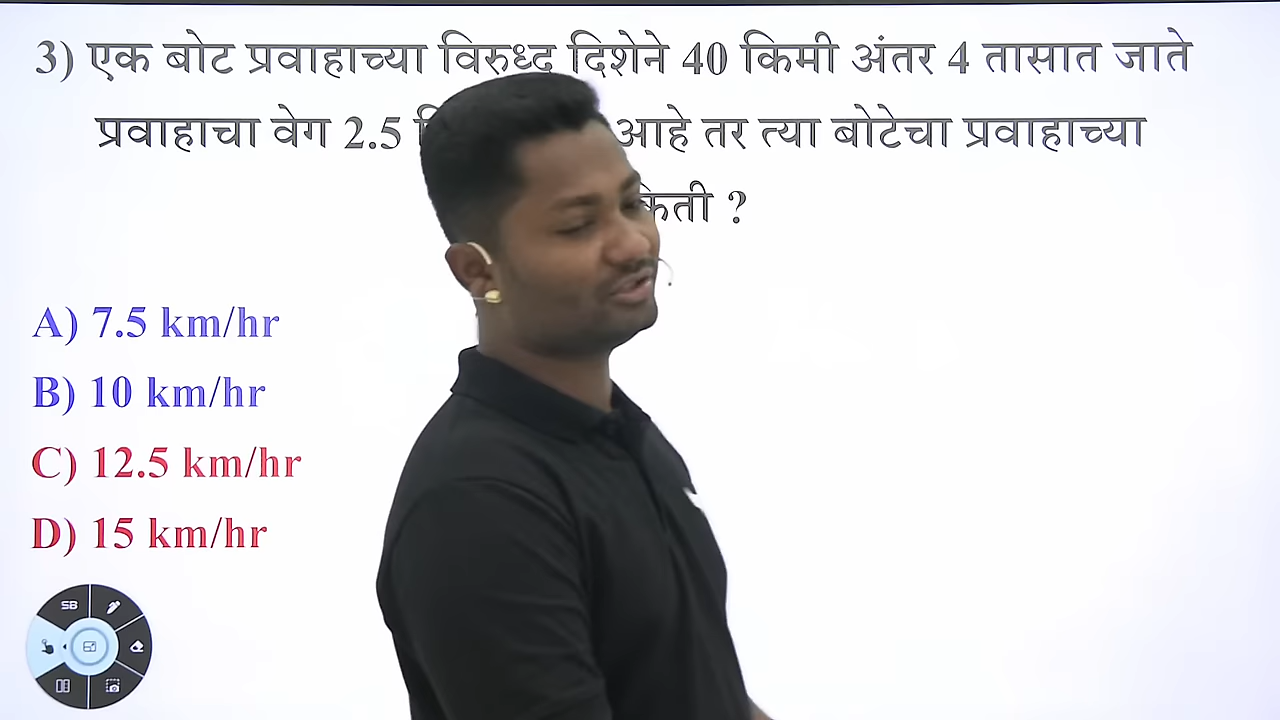 3) एक बोट प्रवाहाच्या विरुध्द दिशेने 40 किमी अंतर 4 तासात जाते
प्रवाहाचा वेग 2.5 आहे तर त्या बोटेचा प्रवाहाच्या
किती ?
A) 7.5 km/hr
B) 10 km/hr
C) 12.5 km/hr
D) 15 km/hr
SB